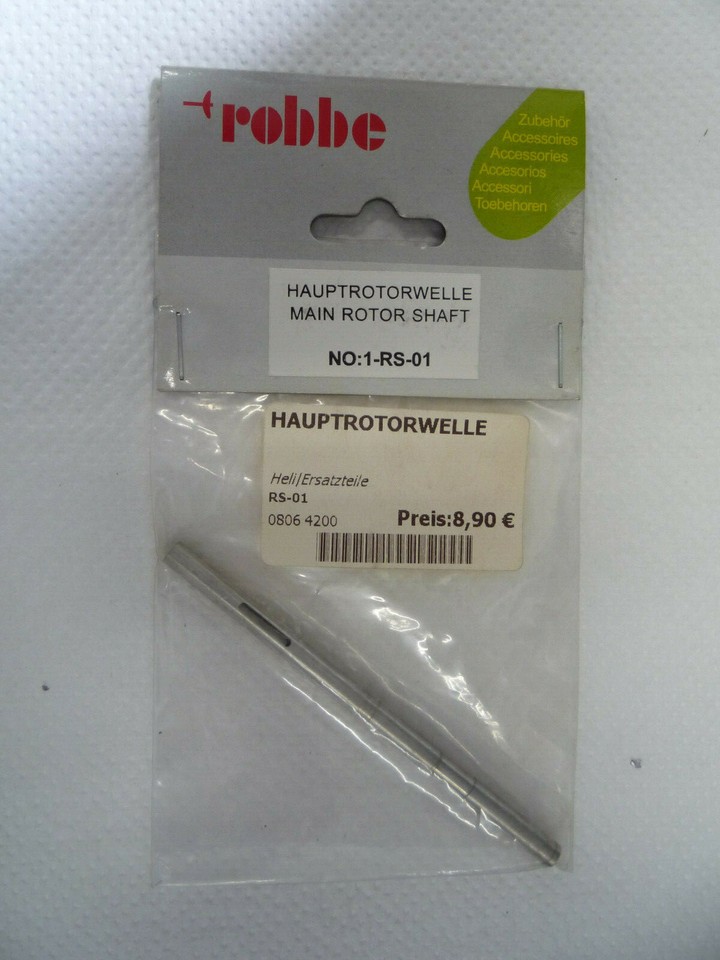 robbe
Zubehör
Accessoires
Accessories
Accesorios
Accessori
Toebehoren
HAUPTROTORWELLE
MAIN ROTOR SHAFT
NO:1-RS-01
HAUPTROTORWELLE
Heli/Ersatzteile
RS-01
0806 4200 Preis:8,90 €